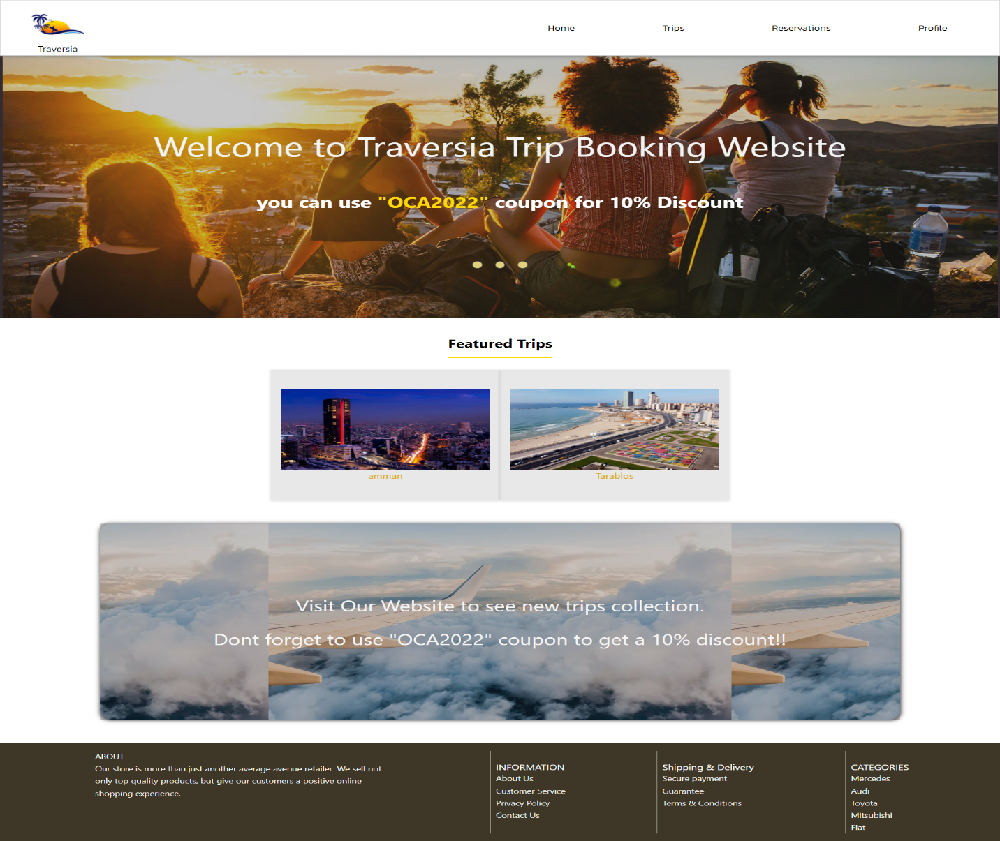 Traversia
Home
Trips
Reservations
Profile
Welcome to Traversia Trip Booking Website
you can use "OCA2022" coupon for 10% Discount
Featured Trips
amman
Tarablos
Visit Our Website to see new trips collection.
Dont forget to use "OCA2022" coupon to get a 10% discount!!
ABOUT
Our store is more than just another average avenue retailer. We sell not
only top quality products, but give our customers a positive online
shopping experience.
INFORMATION
About Us
Customer Service
Privacy Policy
Contact Us
Shipping & Delivery
Secure payment
Guarantee
Terms & Conditions
CATEGORIES
Mercedes
Audi
Toyota
Mitsubishi
Fiat